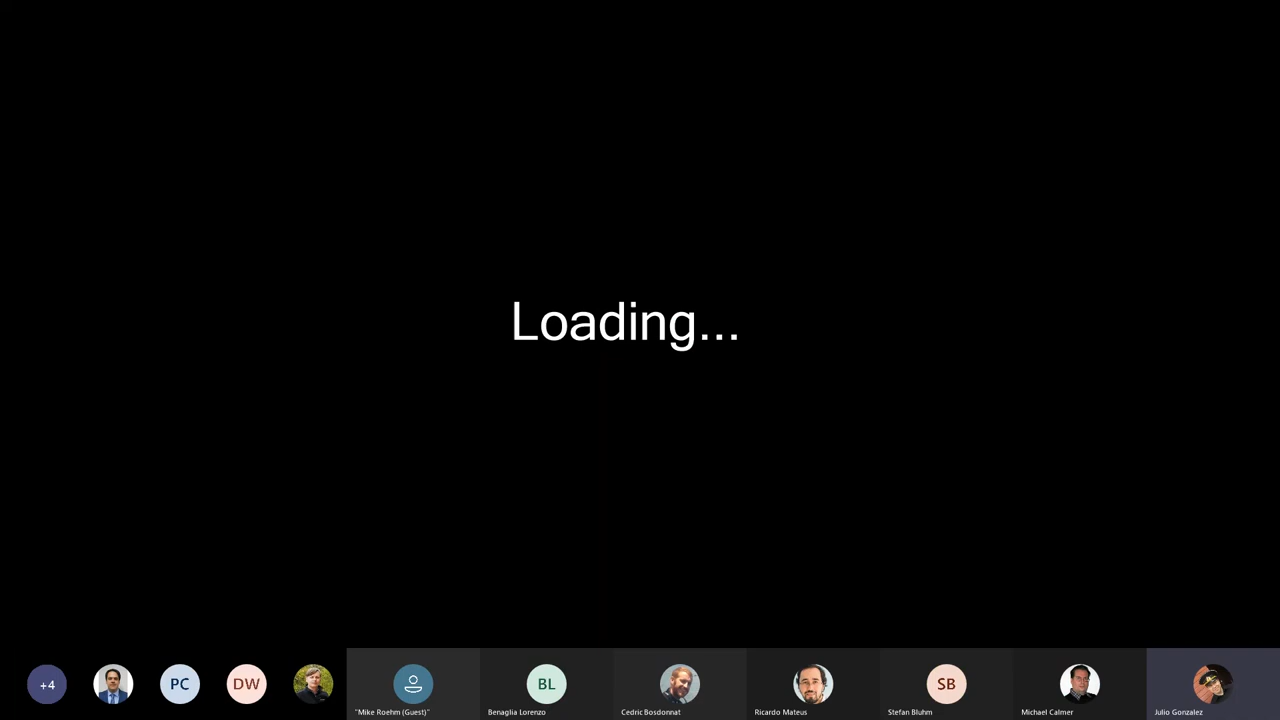 Loading...
+4
PC
DW
"Mike Roehm (Guest)"
BL
Benaglia Lorenzo
Cedric Bosdonnat
Ricardo Mateus
SB
Stefan Bluhm
Michael Calmer
Julio Gonzalez